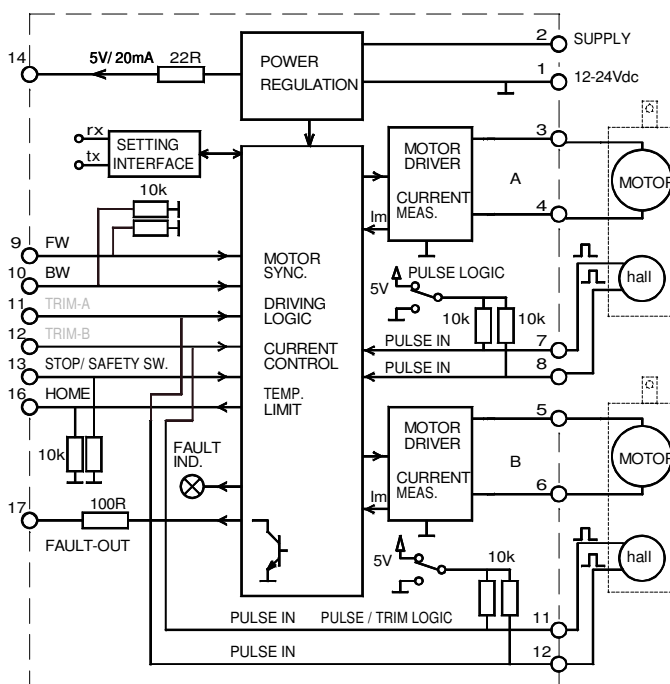 2 SUPPLY
14 5V/ 20mA 22R
POWER
REGULATION
1 12-24Vdc
rx
tx
SETTING
INTERFACE
MOTOR
DRIVER
CURRENT
MEAS.
Im
A
3
4
MOTOR
10k
9 FW
10 BW
11 TRIM-A
12 TRIM-B
13 STOP/ SAFETY SW.
16 HOME
MOTOR
SYNC.
DRIVING
LOGIC
CURRENT
CONTROL
TEMP.
LIMIT
5V
PULSE LOGIC
10k 10k
hall
PULSE IN 7
PULSE IN 8
10k
FAULT
IND.
MOTOR
DRIVER
CURRENT
MEAS.
Im
B
5
6
MOTOR
17 100R
FAULT-OUT
5V
10k
hall
PULSE IN PULSE / TRIM LOGIC 11
PULSE IN 12